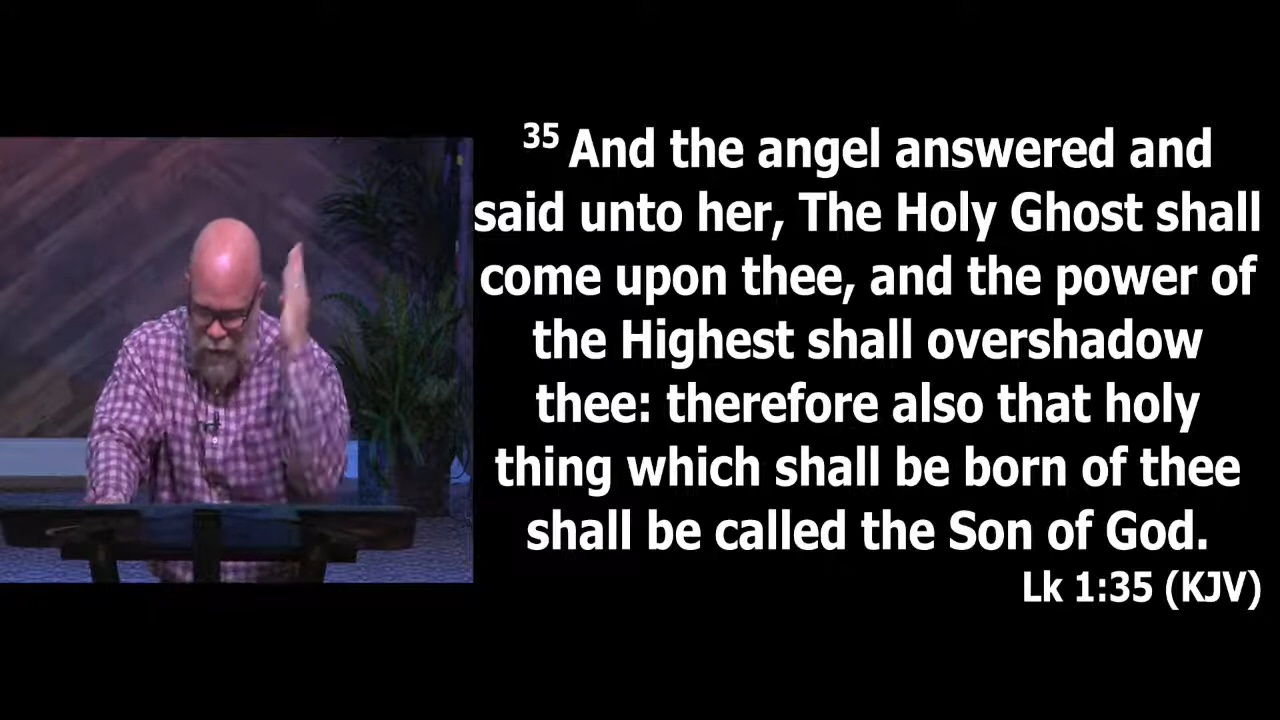 35 And the angel answered and
said unto her, The Holy Ghost shall
come upon thee, and the power of
the Highest shall overshadow
thee: therefore also that holy
thing which shall be born of thee
shall be called the Son of God.
Lk 1:35 (KJV)